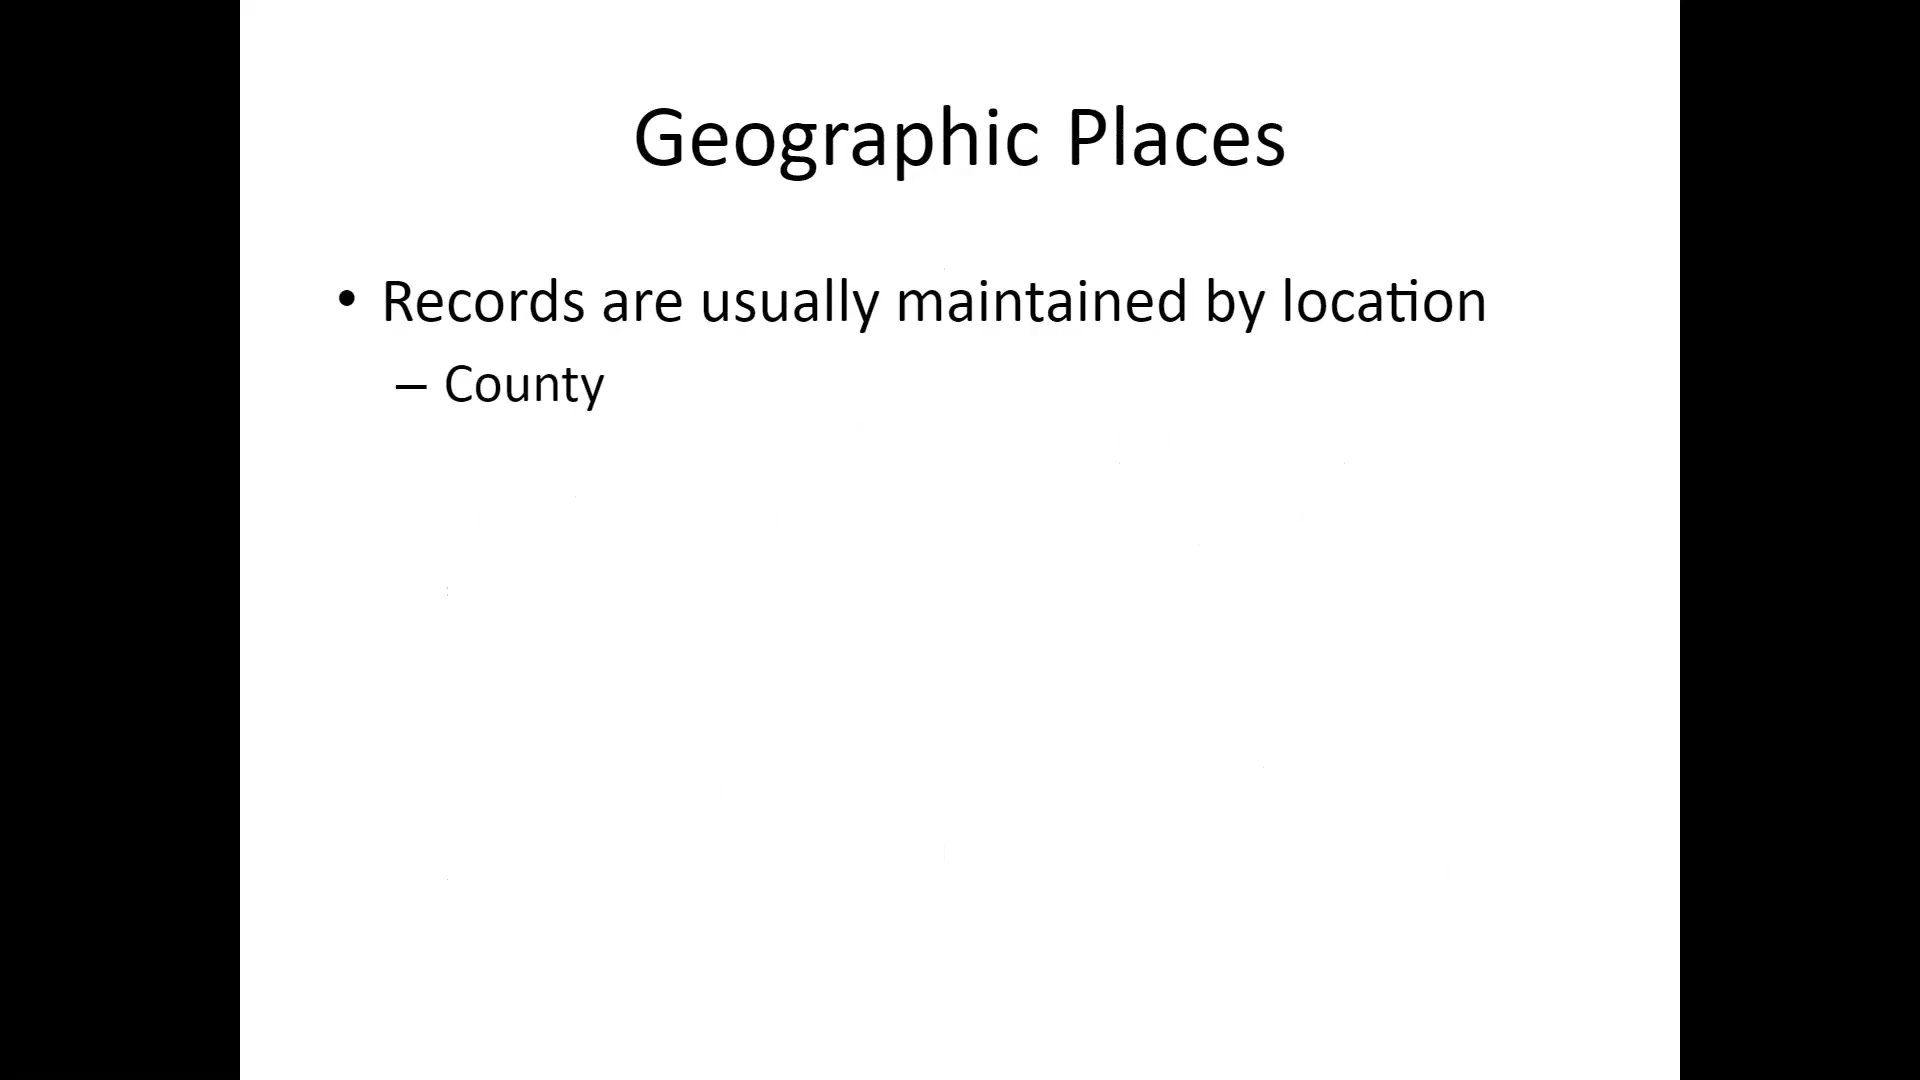 Geographic Places
• Records are usually maintained by location
– County